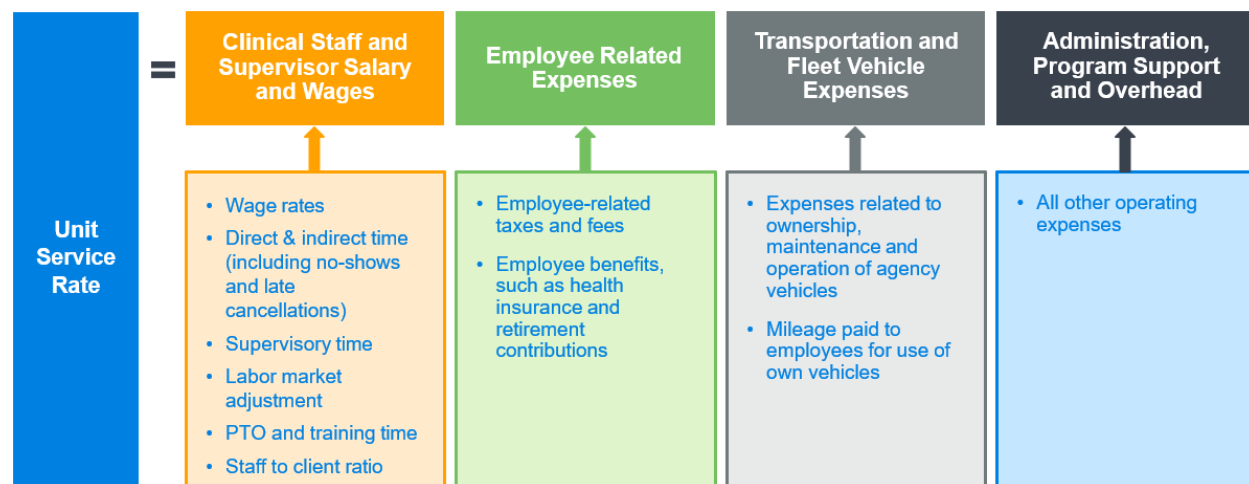 Unit
Service
Rate
=
Clinical Staff and
Supervisor Salary
and Wages
• Wage rates
• Direct & indirect time
(including no-shows
and late
cancellations)
• Supervisory time
• Labor market
adjustment
• PTO and training time
• Staff to client ratio
Employee Related
Expenses
• Employee-related
taxes and fees
• Employee benefits,
such as health
insurance and
retirement
contributions
Transportation and
Fleet Vehicle
Expenses
• Expenses related to
ownership,
maintenance and
operation of agency
vehicles
• Mileage paid to
employees for use of
own vehicles
Administration,
Program Support
and Overhead
• All other operating
expenses